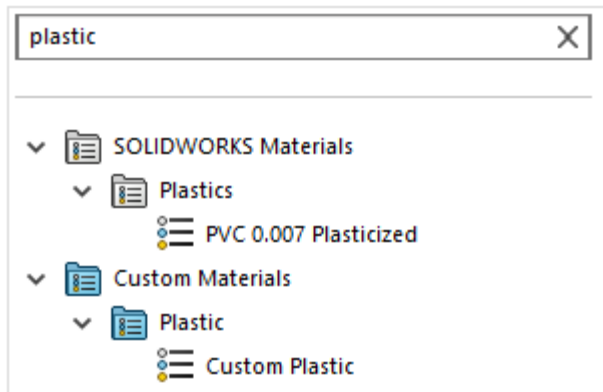 plastic
SOLIDWORKS Materials
Plastics
PVC 0.007 Plasticized
Custom Materials
Plastic
Custom Plastic